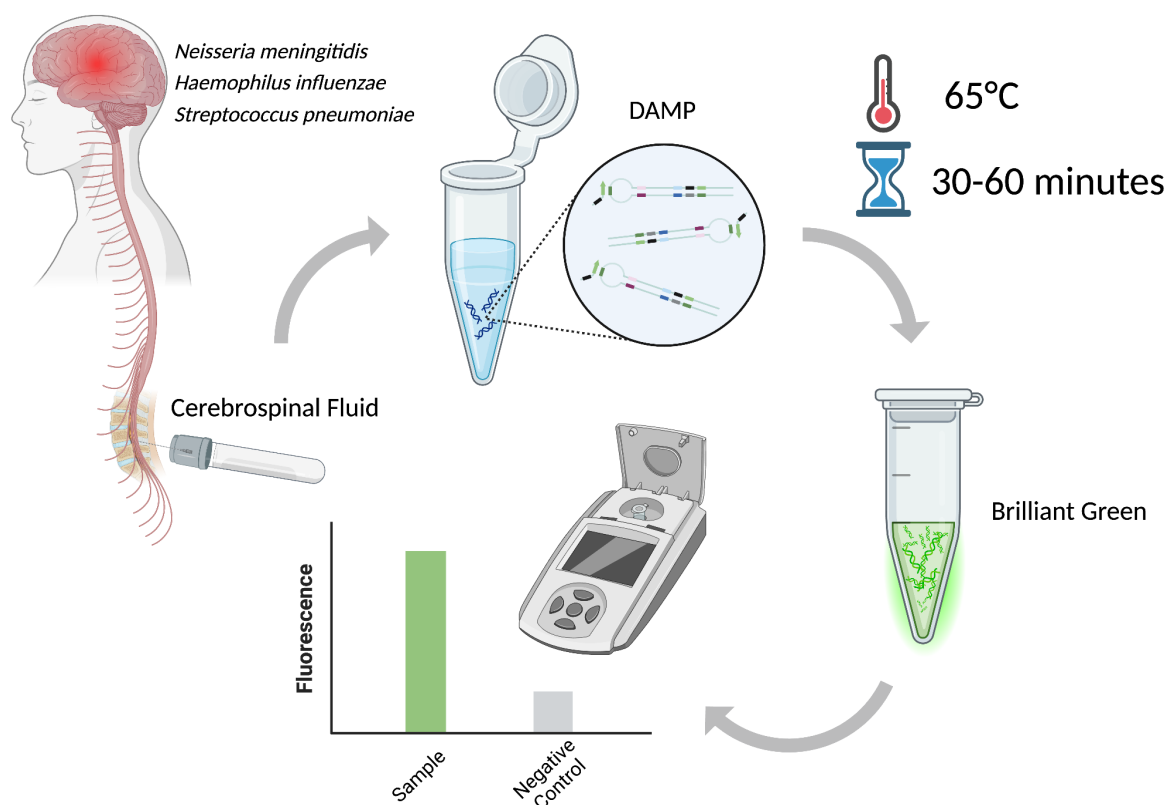 Neisseria meningitidis
Haemophilus influenzae
Streptococcus pneumoniae
DAMP
65°C
30-60 minutes
Cerebrospinal Fluid
Brilliant Green
Fluorescence
Sample
Negative
Control